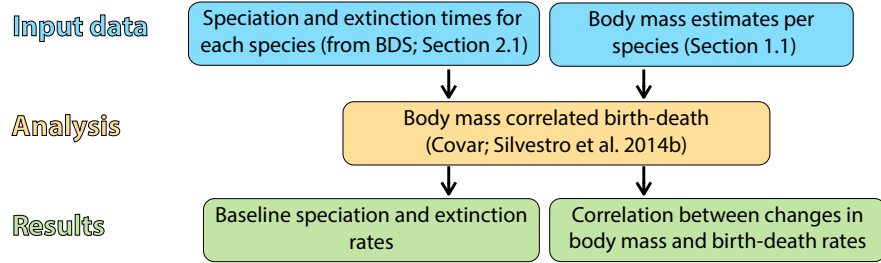 Input data
Speciation and extinction times for
each species (from BDS; Section 2.1)
Body mass estimates per
species (Section 1.1)
Analysis
Body mass correlated birth-death
(Covar; Silvestro et al. 2014b)
Results
Baseline speciation and extinction
rates
Correlation between changes in
body mass and birth-death rates